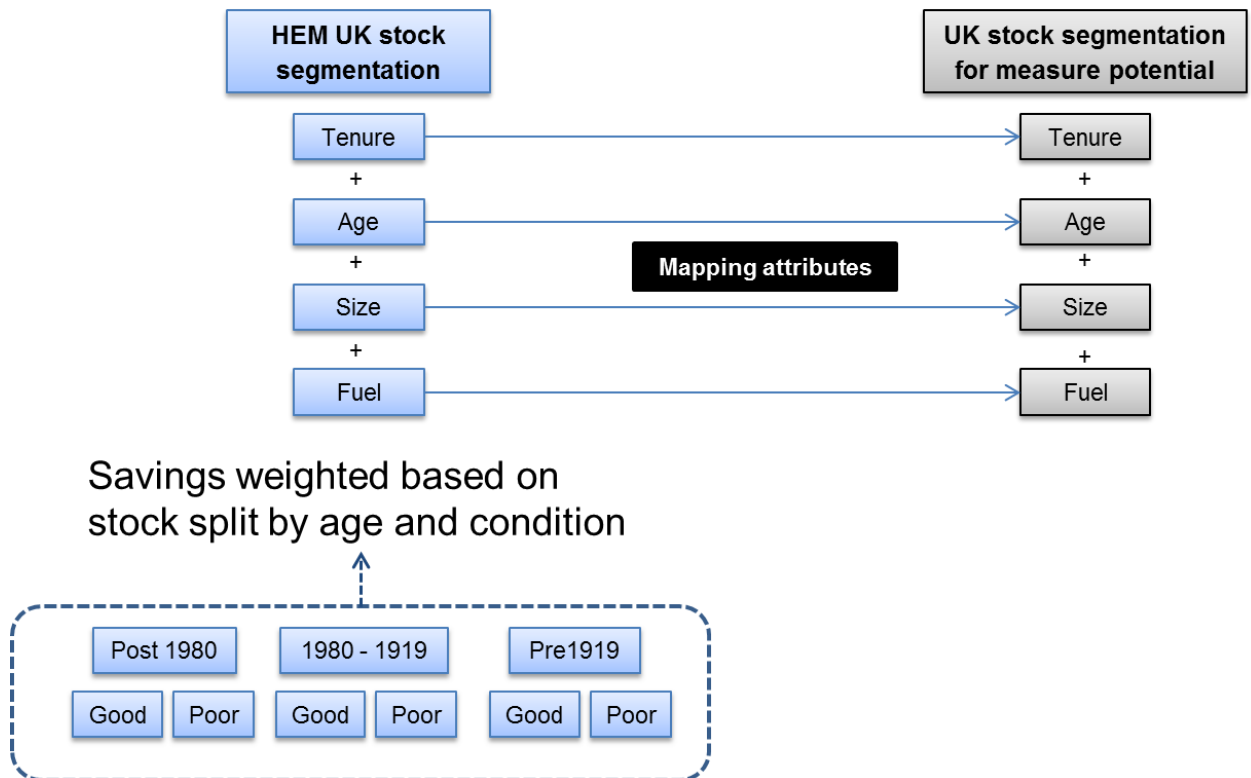 HEM UK stock
segmentation
UK stock segmentation
for measure potential
Tenure
Tenure
+
+
Age
Age
+
Mapping attributes
+
Size
Size
+
+
Fuel
Fuel
Savings weighted based on
stock split by age and condition
Post 1980
1980 - 1919
Pre1919
Good
Poor
Good
Poor
Good
Poor